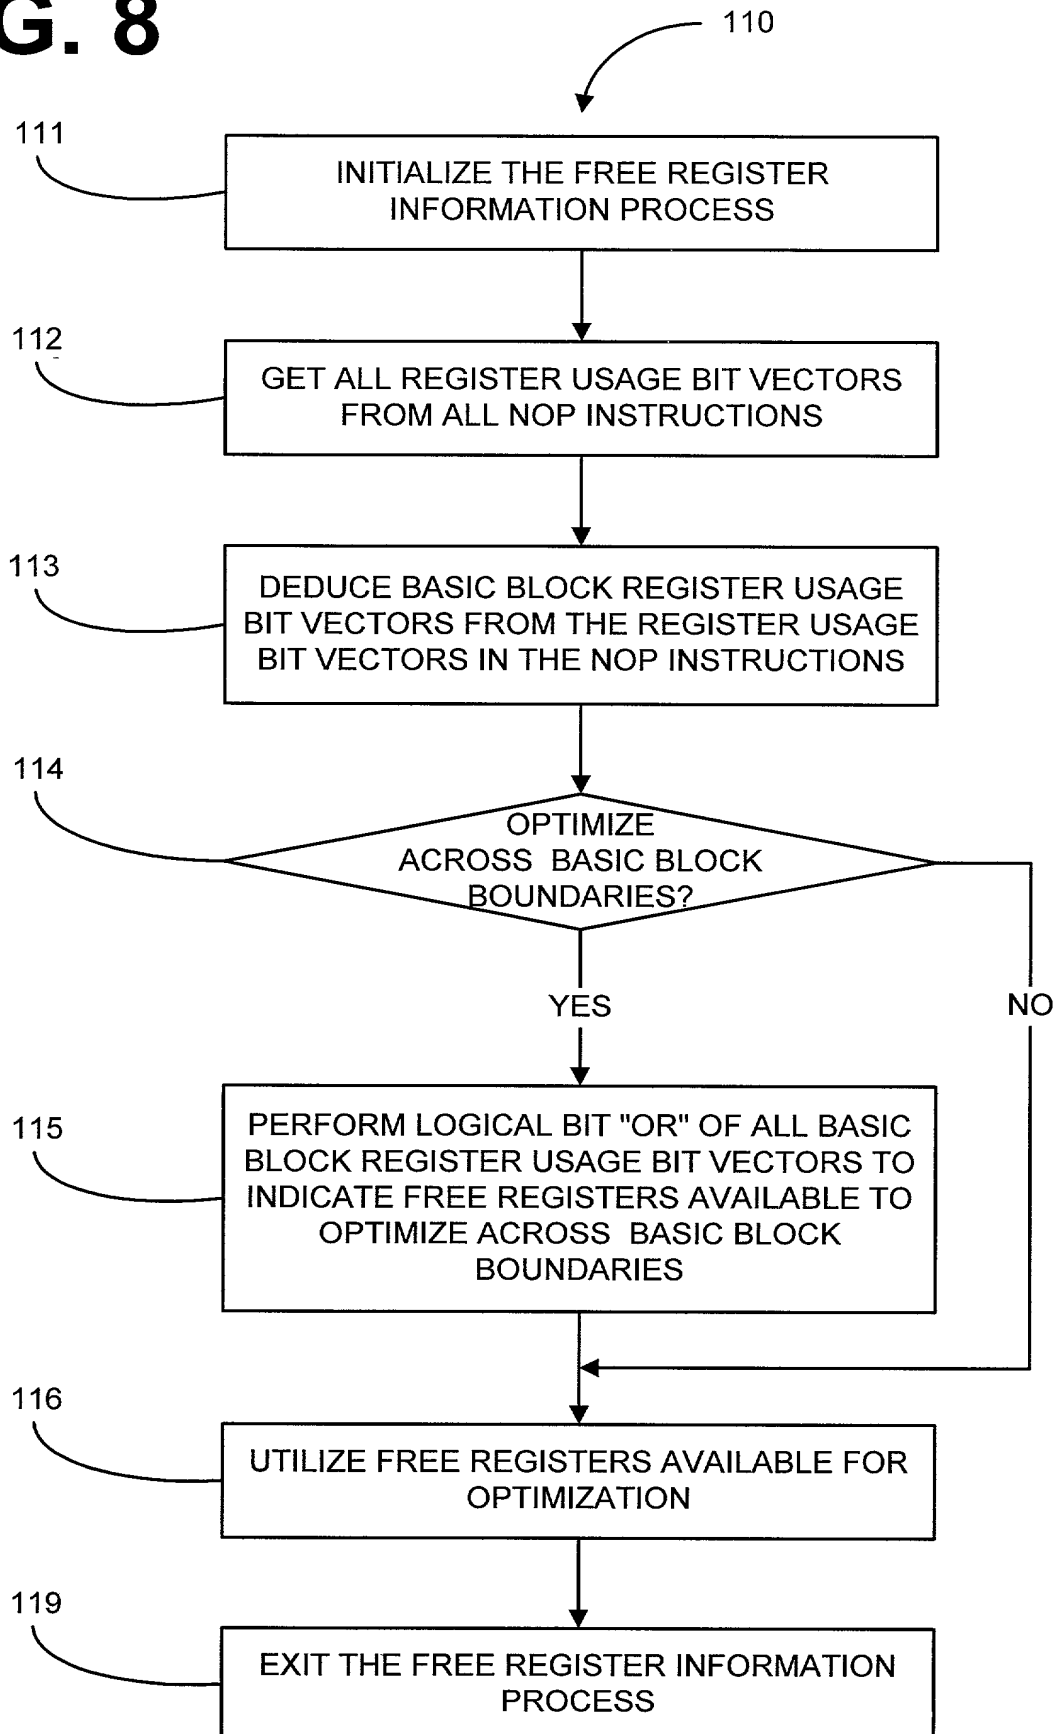 G. 8
110
111
INITIALIZE THE FREE REGISTER
INFORMATION PROCESS
112
GET ALL REGISTER USAGE BIT VECTORS
FROM ALL NOP INSTRUCTIONS
113
DEDUCE BASIC BLOCK REGISTER USAGE
BIT VECTORS FROM THE REGISTER USAGE
BIT VECTORS IN THE NOP INSTRUCTIONS
114
OPTIMIZE
ACROSS BASIC BLOCK
BOUNDARIES?
YES
NO
115
PERFORM LOGICAL BIT "OR" OF ALL BASIC
BLOCK REGISTER USAGE BIT VECTORS TO
INDICATE FREE REGISTERS AVAILABLE TO
OPTIMIZE ACROSS BASIC BLOCK
BOUNDARIES
116
UTILIZE FREE REGISTERS AVAILABLE FOR
OPTIMIZATION
119
EXIT THE FREE REGISTER INFORMATION
PROCESS